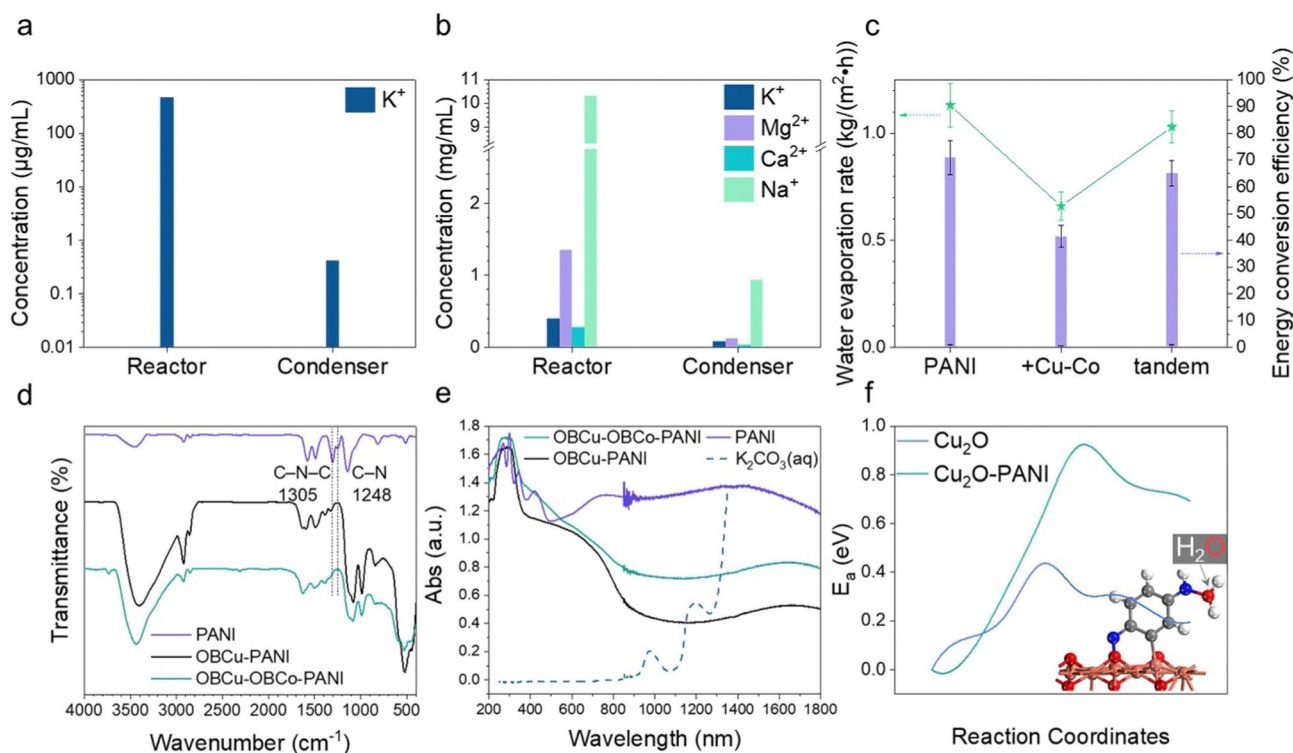 a
Concentration (µg/mL)
1000
100
10
1
0.1
0.01
K⁺
Reactor
Condenser
b
Concentration (mg/mL)
11
10
9
2
1
0
K⁺
Mg²⁺
Ca²⁺
Na⁺
Reactor
Condenser
c
Water evaporation rate (kg/(m²•h))
1.0
0.5
0.0
100
90
80
70
60
50
40
30
20
10
0
Energy conversion efficiency (%)
PANI
+Cu-Co
tandem
d
Transmittance (%)
C–N–C
1305
C–N
1248
PANI
OBCu-PANI
OBCu-OBCo-PANI
4000 3500 3000 2500 2000 1500 1000 500
Wavenumber (cm⁻¹)
e
Abs (a.u.)
1.8
1.6
1.4
1.2
1.0
0.8
0.6
0.4
0.2
0.0
OBCu-OBCo-PANI
OBCu-PANI
PANI
K₂CO₃(aq)
200 400 600 800 1000 1200 1400 1600 1800
Wavelength (nm)
f
Eₐ (eV)
1.0
0.8
0.6
0.4
0.2
0.0
Cu₂O
Cu₂O-PANI
H₂O
Reaction Coordinates